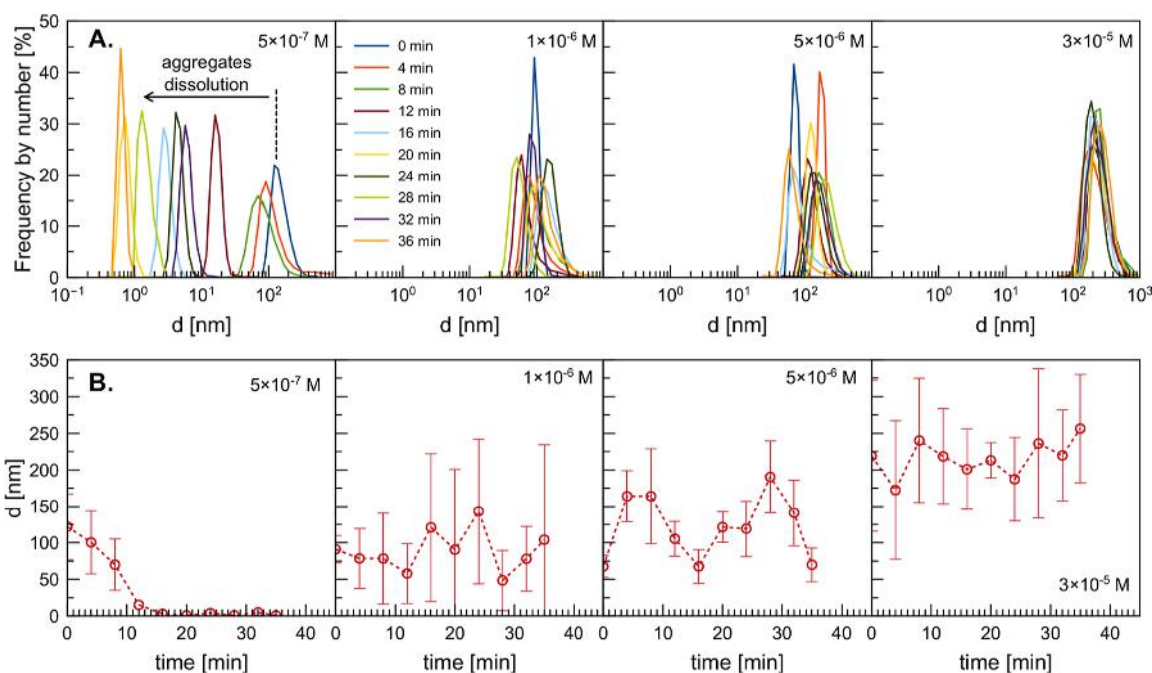 A.
5×10⁻⁷ M
1×10⁻⁶ M
5×10⁻⁶ M
3×10⁻⁵ M
aggregates
dissolution
0 min
4 min
8 min
12 min
16 min
20 min
24 min
28 min
32 min
36 min
Frequency by number [%]
50
40
30
20
10
0
10⁻¹ 10⁰ 10¹ 10²
10⁰ 10¹ 10²
10⁰ 10¹ 10²
10⁰ 10¹ 10² 10³
d [nm] d [nm] d [nm] d [nm]
B.
5×10⁻⁷ M
1×10⁻⁶ M
5×10⁻⁶ M
3×10⁻⁵ M
d [nm]
350
300
250
200
150
100
50
0
0 10 20 30 40
0 10 20 30 40
0 10 20 30 40
0 10 20 30 40
time [min] time [min] time [min] time [min]